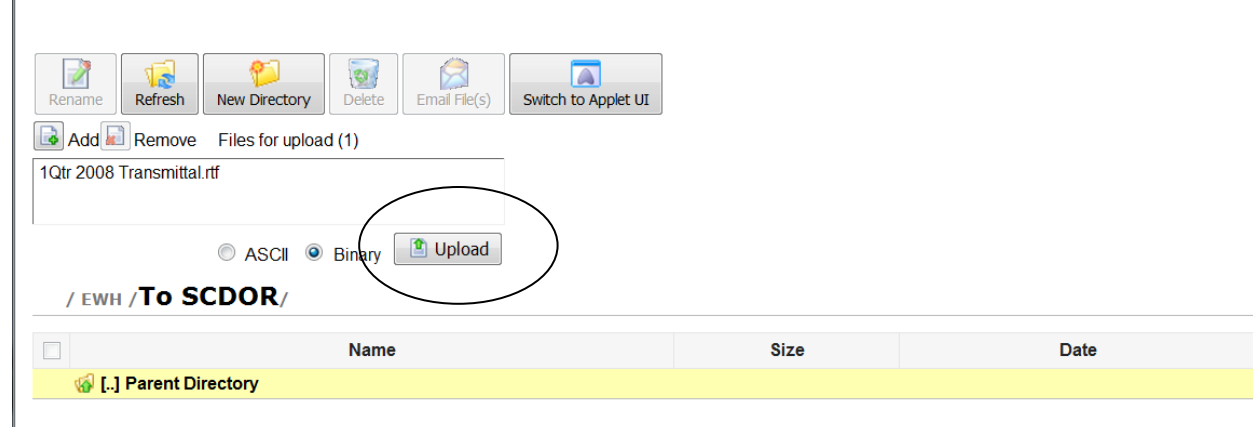 Rename Refresh New Directory Delete Email File(s) Switch to Applet UI
Add Remove Files for upload (1)
1Qtr 2008 Transmittal.rtf
ASCII Binary Upload
/ EWH /To SCDOR/
Name Size Date
[..] Parent Directory